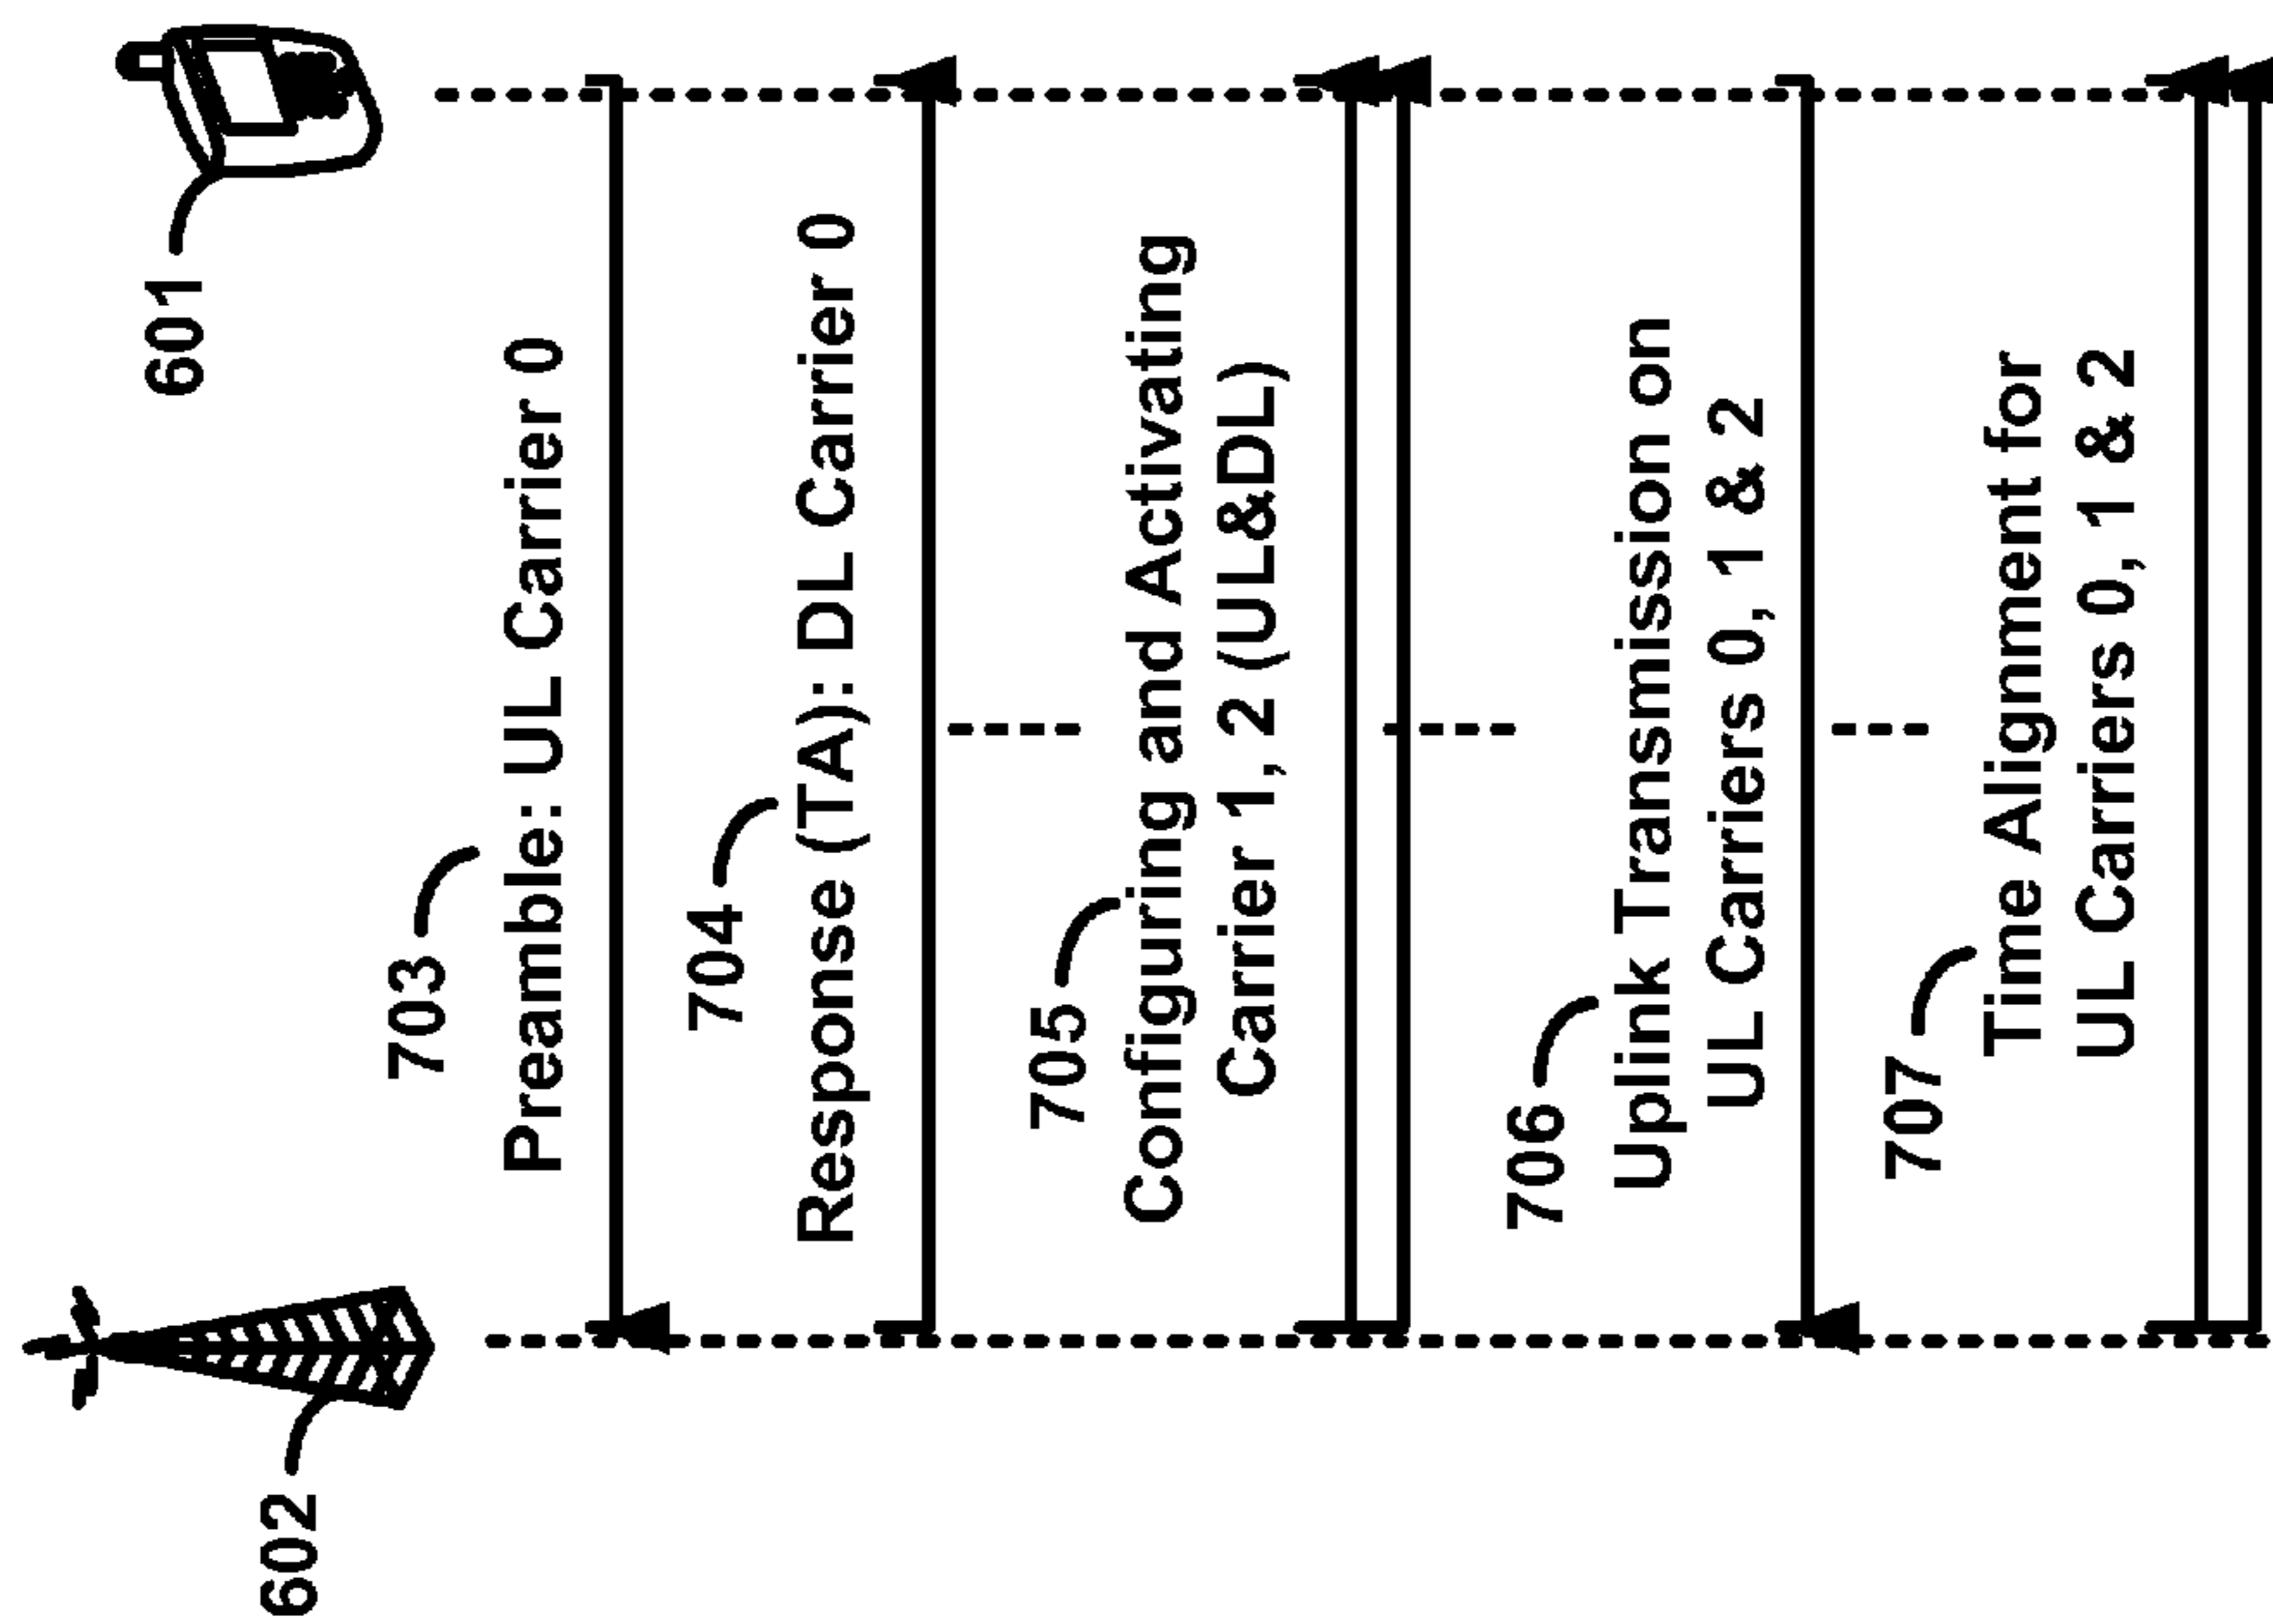 602
601
703
Preamble: UL Carrier 0
704
Response (TA): DL Carrier 0
705
Configuring and Activating
Carrier 1, 2 (UL&DL)
706
Uplink Transmission on
UL Carriers 0, 1 & 2
707
Time Alignment for
UL Carriers 0, 1 & 2